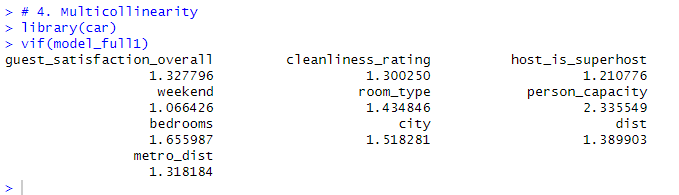 > # 4. Multicollinearity
> library(car)
> vif(model_full1)
guest_satisfaction_overall cleanliness_rating host_is_superhost
1.327796 1.300250 1.210776
weekend room_type person_capacity
1.066426 1.434846 2.335549
bedrooms city dist
1.655987 1.518281 1.389903
metro_dist
1.318184
>